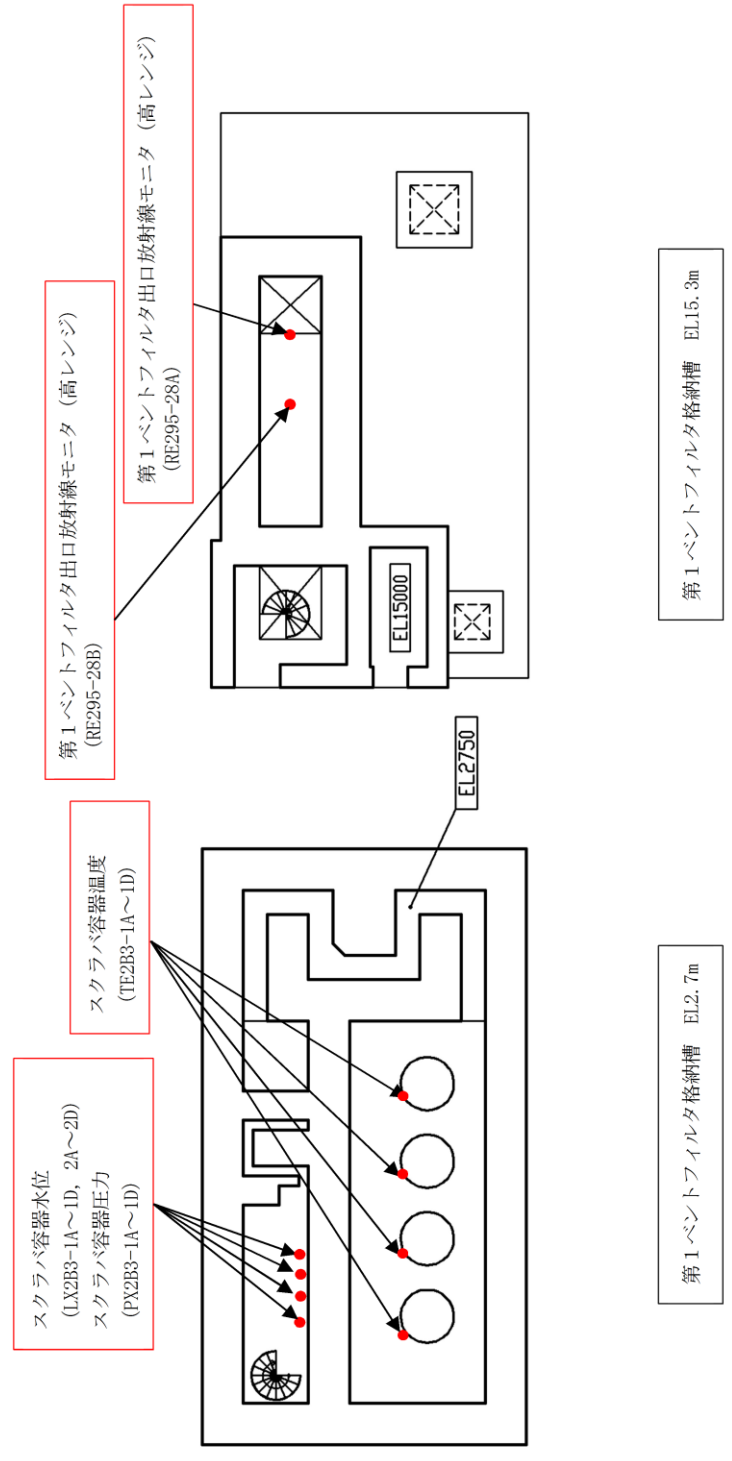 スクラバ容器水位
(LX2B3-1A～1D, 2A～2D)
スクラバ容器圧力
(PX2B3-1A～1D)
スクラバ容器温度
(TE2B3-1A～1D)
EL2750
第1ベントフィルタ格納槽 EL2.7m
第1ベントフィルタ出口放射線モニタ (高レンジ)
(RE295-28B)
第1ベントフィルタ出口放射線モニタ (高レンジ)
(RE295-28A)
EL15000
第1ベントフィルタ格納槽 EL15.3m